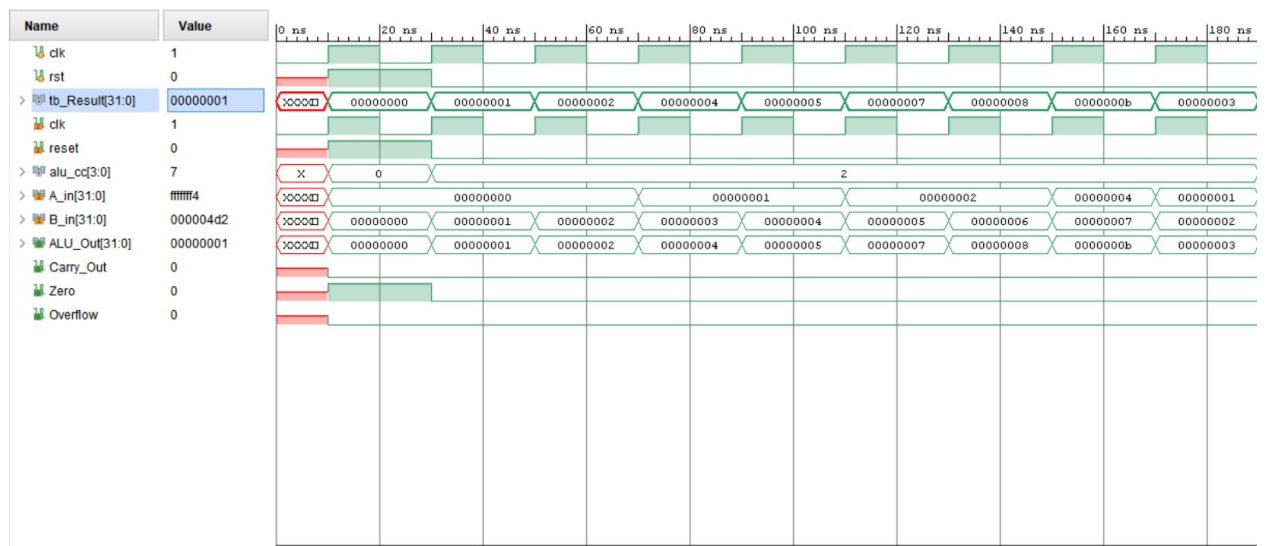 Name Value 0 ns 20 ns 40 ns 60 ns 80 ns 100 ns 120 ns 140 ns 160 ns 180 ns
clk 1
rst 0
> tb_Result[31:0] 00000001 XXXX 00000000 00000001 00000002 00000004 00000005 00000007 00000008 0000000b 00000003
clk 1
reset 0
> alu_cc[3:0] 7 X 0 2
> A_in[31:0] fffffff4 XXXX 00000000 00000001 00000002 00000004 00000001
> B_in[31:0] 000004d2 XXXX 00000000 00000001 00000002 00000003 00000004 00000005 00000006 00000007 00000002
> ALU_Out[31:0] 00000001 XXXX 00000000 00000001 00000002 00000004 00000005 00000007 00000008 0000000b 00000003
Carry_Out 0
Zero 0
Overflow 0